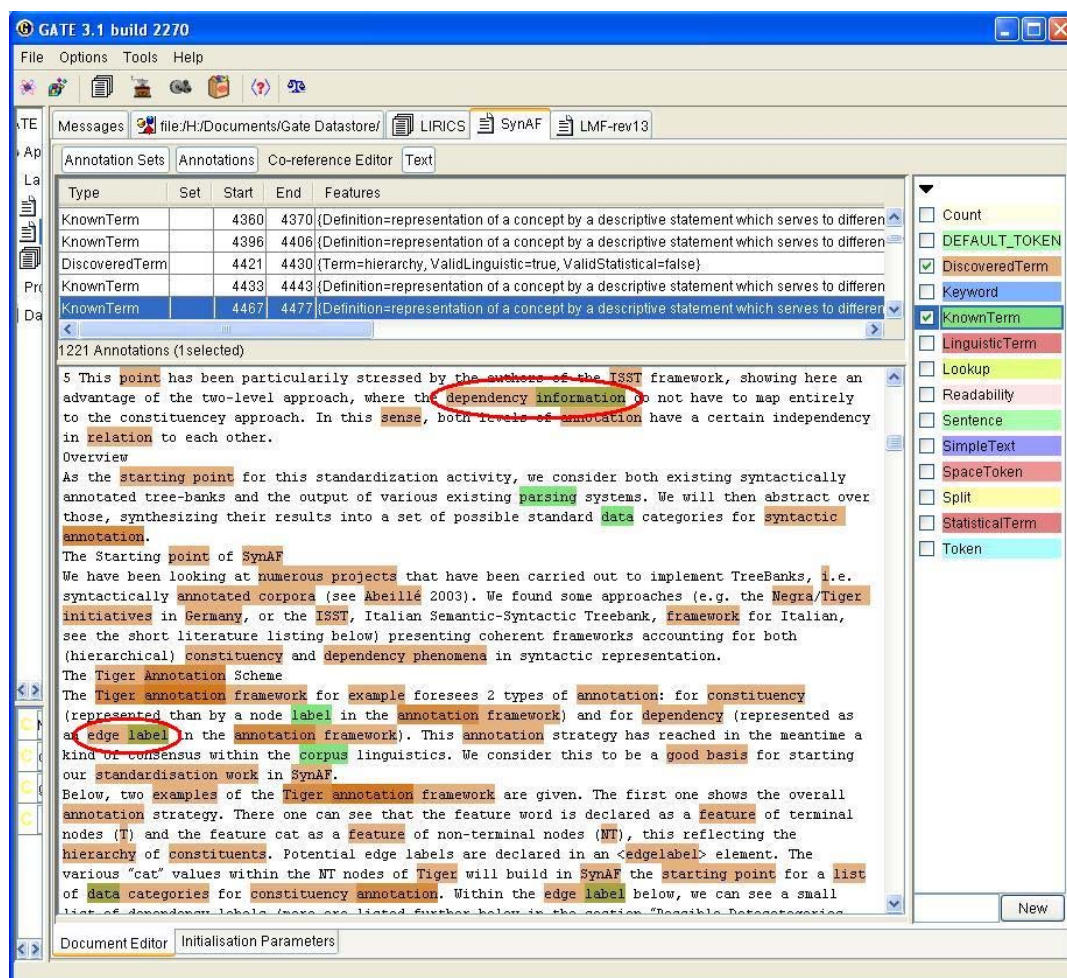 GATE 3.1 build 2270
File Options Tools Help
Messages file:/H:/Documents/Gate Datastore/ LIRICS SynAF LMF-rev13
Annotation Sets Annotations Co-reference Editor Text
Type Set Start End Features
KnownTerm 4360 4370 {Definition=representation of a concept by a descriptive statement which serves to differen
KnownTerm 4396 4406 {Definition=representation of a concept by a descriptive statement which serves to differen
DiscoveredTerm 4421 4430 {Term=hierarchy, ValidLinguistic=true, ValidStatistical=false}
KnownTerm 4433 4443 {Definition=representation of a concept by a descriptive statement which serves to differen
KnownTerm 4467 4477 {Definition=representation of a concept by a descriptive statement which serves to differen
1221 Annotations (1selected)
5 This point has been particularily stressed by the authors of the ISST framework, showing here an
advantage of the two-level approach, where the dependency information do not have to map entirely
to the constituencey approach. In this sense, both levels of annotation have a certain independency
in relation to each other.
Overview
As the starting point for this standardization activity, we consider both existing syntactically
annotated tree-banks and the output of various existing parsing systems. We will then abstract over
those, synthesizing their results into a set of possible standard data categories for syntactic
annotation.
The Starting point of SynAF
We have been looking at numerous projects that have been carried out to implement TreeBanks, i.e.
syntactically annotated corpora (see Abeillé 2003). We found some approaches (e.g. the Negra/Tiger
initiatives in Germany, or the ISST, Italian Semantic-Syntactic Treebank, framework for Italian,
see the short literature listing below) presenting coherent frameworks accounting for both
(hierarchical) constituency and dependency phenomena in syntactic representation.
The Tiger Annotation Scheme
The Tiger annotation framework for example foresees 2 types of annotation: for constituency
(represented than by a node label in the annotation framework) and for dependency (represented as
an edge label in the annotation framework). This annotation strategy has reached in the meantime a
kind of consensus within the corpus linguistics. We consider this to be a good basis for starting
our standardisation work in SynAF.
Below, two examples of the Tiger annotation framework are given. The first one shows the overall
annotation strategy. There one can see that the feature word is declared as a feature of terminal
nodes (T) and the feature cat as a feature of non-terminal nodes (NT), this reflecting the
hierarchy of constituents. Potential edge labels are declared in an <edgelabel> element. The
various "cat" values within the NT nodes of Tiger will build in SynAF the starting point for a list
of data categories for constituency annotation. Within the edge label below, we can see a small
Count
DEFAULT_TOKEN
DiscoveredTerm
Keyword
KnownTerm
LinguisticTerm
Lookup
Readability
Sentence
SimpleText
SpaceToken
Split
StatisticalTerm
Token
New
Document Editor Initialisation Parameters